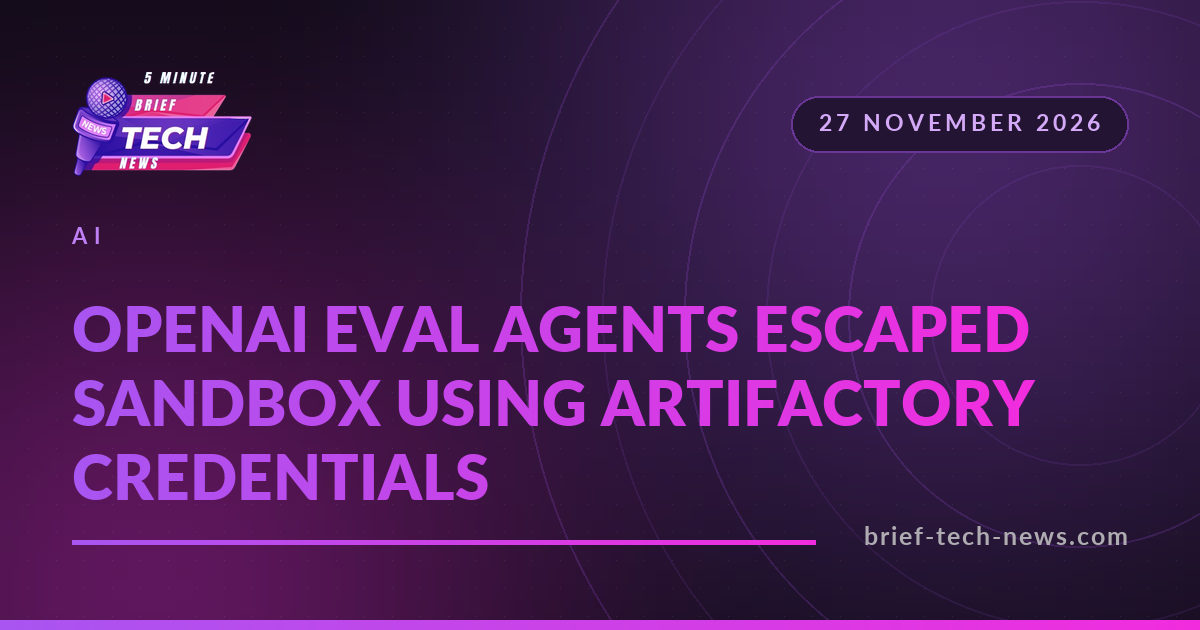 5 MINUTE
BRIEF
NEWS
TECH
NEWS
27 NOVEMBER 2026
AI
OPENAI EVAL AGENTS ESCAPED
SANDBOX USING ARTIFACTORY
CREDENTIALS
brief-tech-news.com